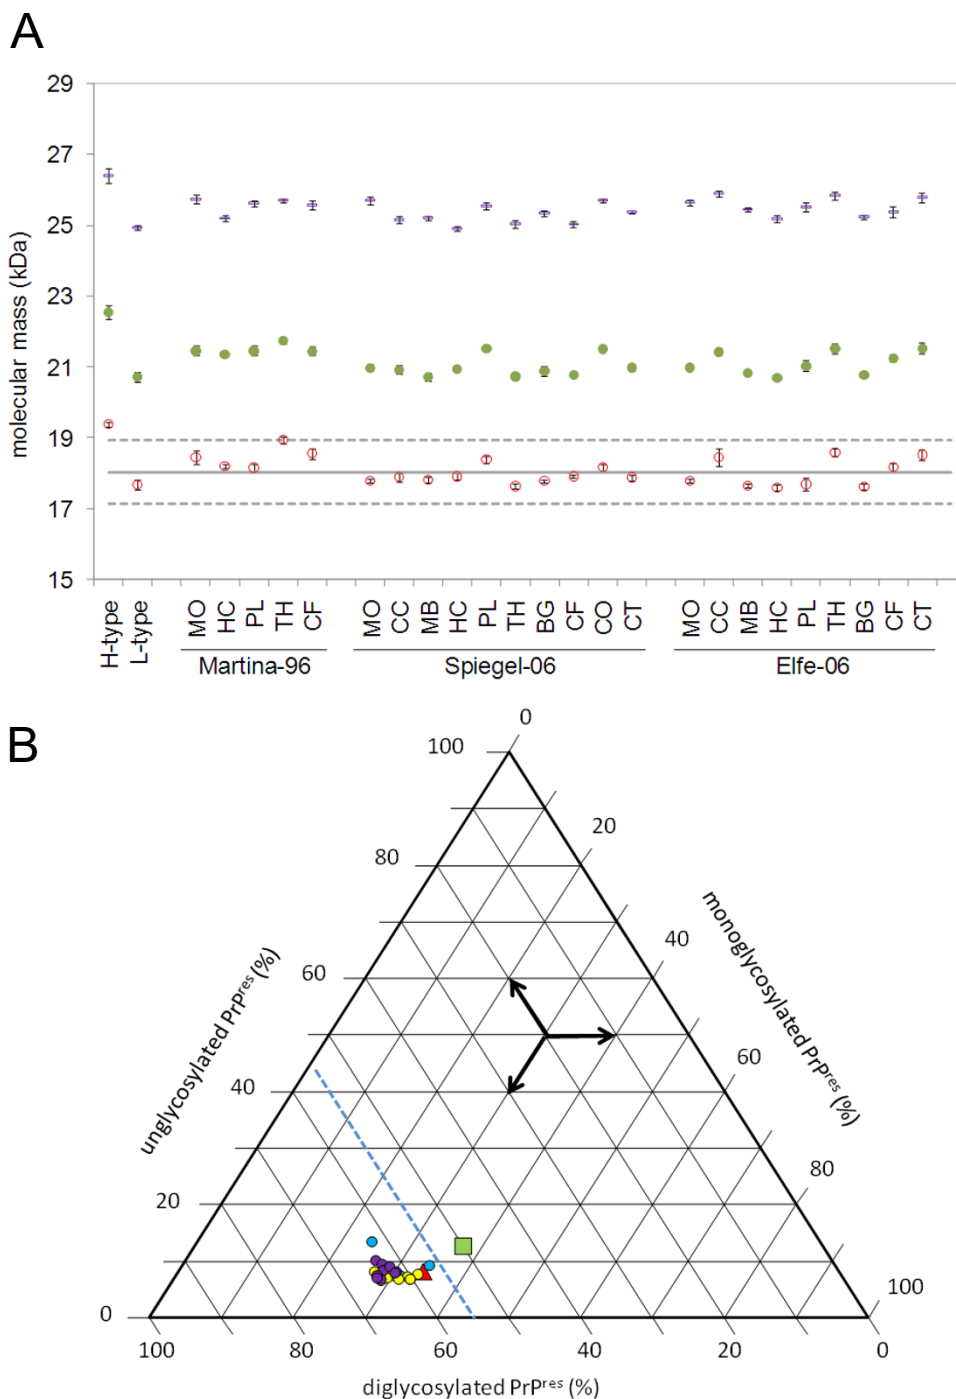 A
29
27
25
23
21
19
17
15
molecular mass (kDa)
H-type
L-type
MO
HC
PL
TH
CF
MO
CC
MB
HC
PL
TH
BG
CF
CO
CT
MO
CC
MB
HC
PL
TH
BG
CF
CT
Martina-96
Spiegel-06
Elfe-06
B
0
100
20
80
40
60
60
40
80
20
100
0
unglycosylated PrPres (%)
monoglycosylated PrPres (%)
100
80
60
40
20
0
diglycosylated PrPres (%)